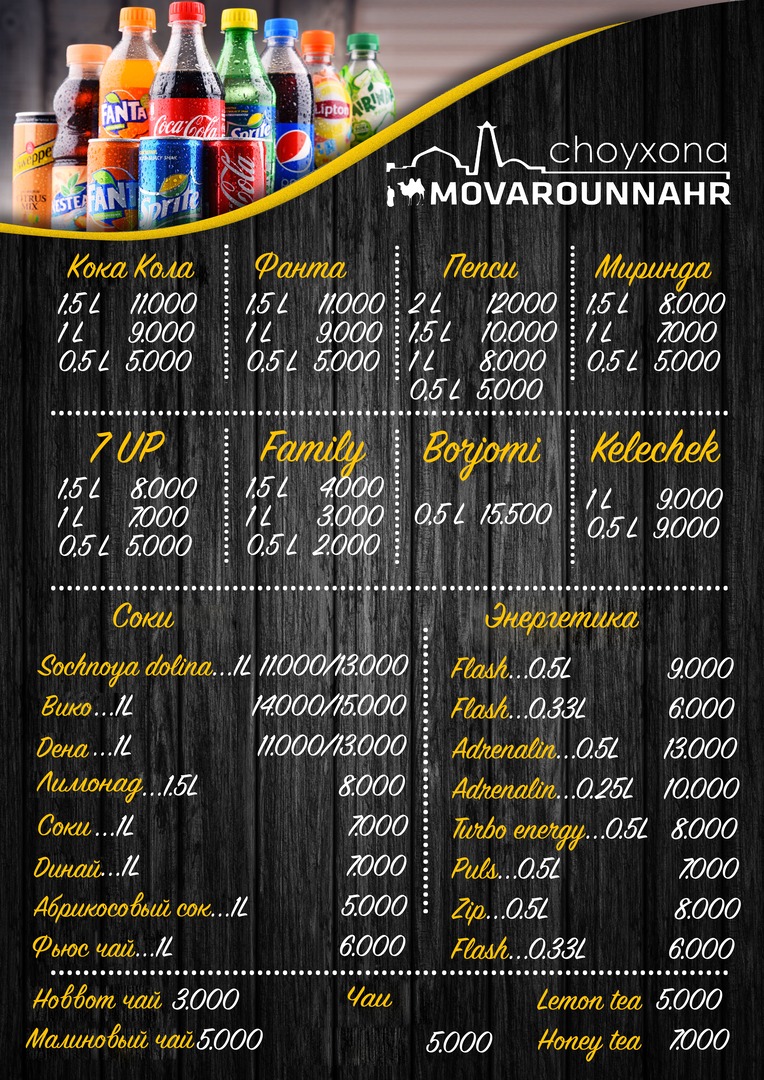 Schweppes
CITRUS
MIX
FANTA
Coca-Cola
Sprite
Lipton
FANTA
Sprite
choyxona
MOVAROUNNAHR
Кока Кола
1,5 L 11.000
1 L 9.000
0,5 L 5.000
Фанта
1,5 L 11.000
1 L 9.000
0,5 L 5.000
Пепси
2 L 12000
1,5 L 10.000
1 L 8.000
0,5 L 5.000
Миринда
1,5 L 8.000
1 L 7.000
0,5 L 5.000
7 UP
1,5 L 8.000
1 L 7.000
0,5 L 5.000
Family
1,5 L 4.000
1 L 3.000
0,5 L 2.000
Borjomi
0,5 L 15.500
Kelechek
1 L 9.000
0,5 L 9.000
Соки
Sochnoya dolina...1L 11.000/13.000
Вико...1L 14.000/15.000
Дена...1L 11.000/13.000
Лимонад...1.5L 8.000
Соки...1L 7.000
Динай...1L 7.000
Абрикосовый сок...1L 5.000
Фьюс чай...1L 6.000
Энергетика
Flash...0.5L 9.000
Flash...0.33L 6.000
Adrenalin...0.5L 13.000
Adrenalin...0.25L 10.000
Turbo energy...0.5L 8.000
Puls...0.5L 7.000
Zip...0.5L 8.000
Flash...0.33L 6.000
Чаи
Новвот чай 3.000
Малиновый чай 5.000
5.000
Lemon tea 5.000
Honey tea 7.000